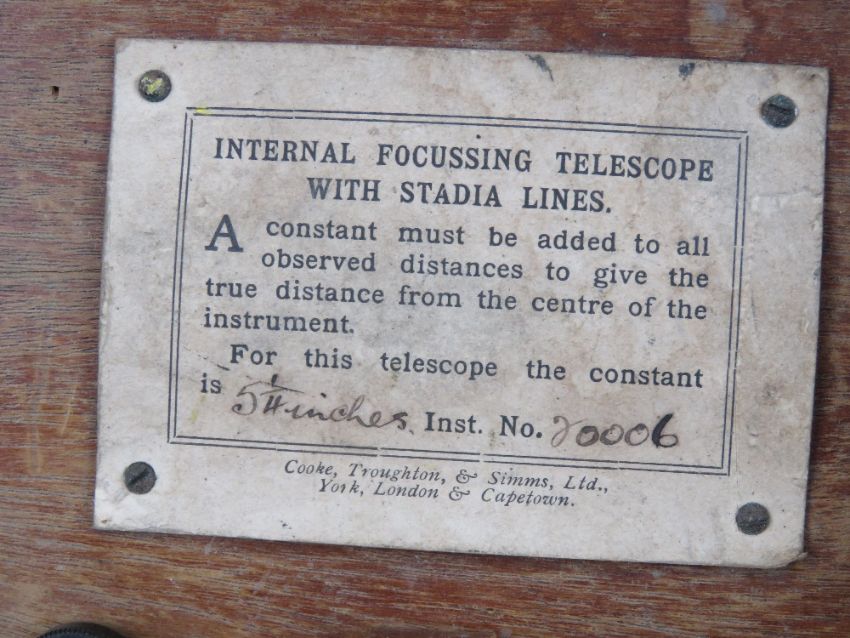 INTERNAL FOCUSSING TELESCOPE
WITH STADIA LINES.
A constant must be added to all
observed distances to give the
true distance from the centre of the
instrument.
For this telescope the constant
is 5¼ inches. Inst. No. 20006
Cooke, Troughton, & Simms, Ltd.,
York, London & Capetown.